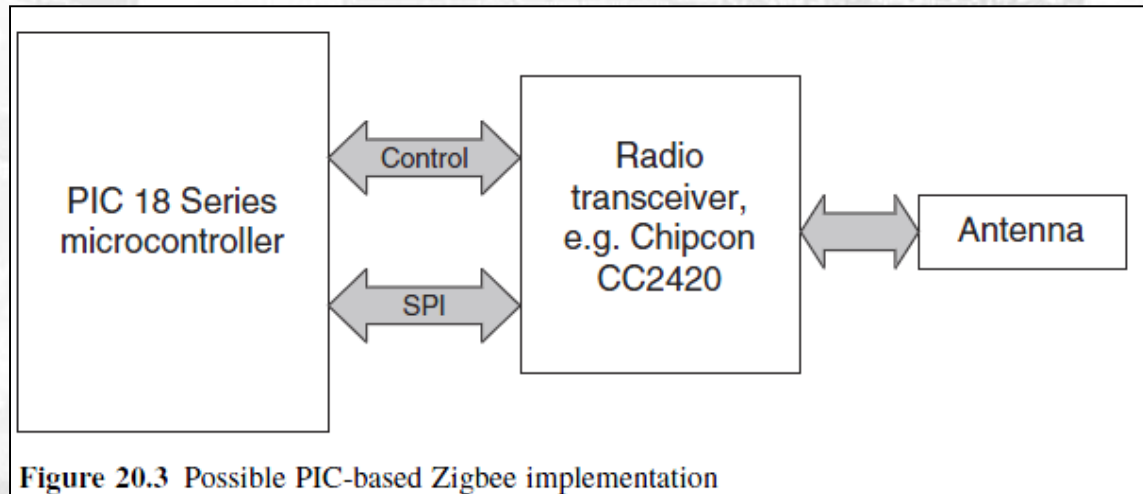 PIC 18 Series
microcontroller
Control
SPI
Radio
transceiver,
e.g. Chipcon
CC2420
Antenna
Figure 20.3 Possible PIC-based Zigbee implementation